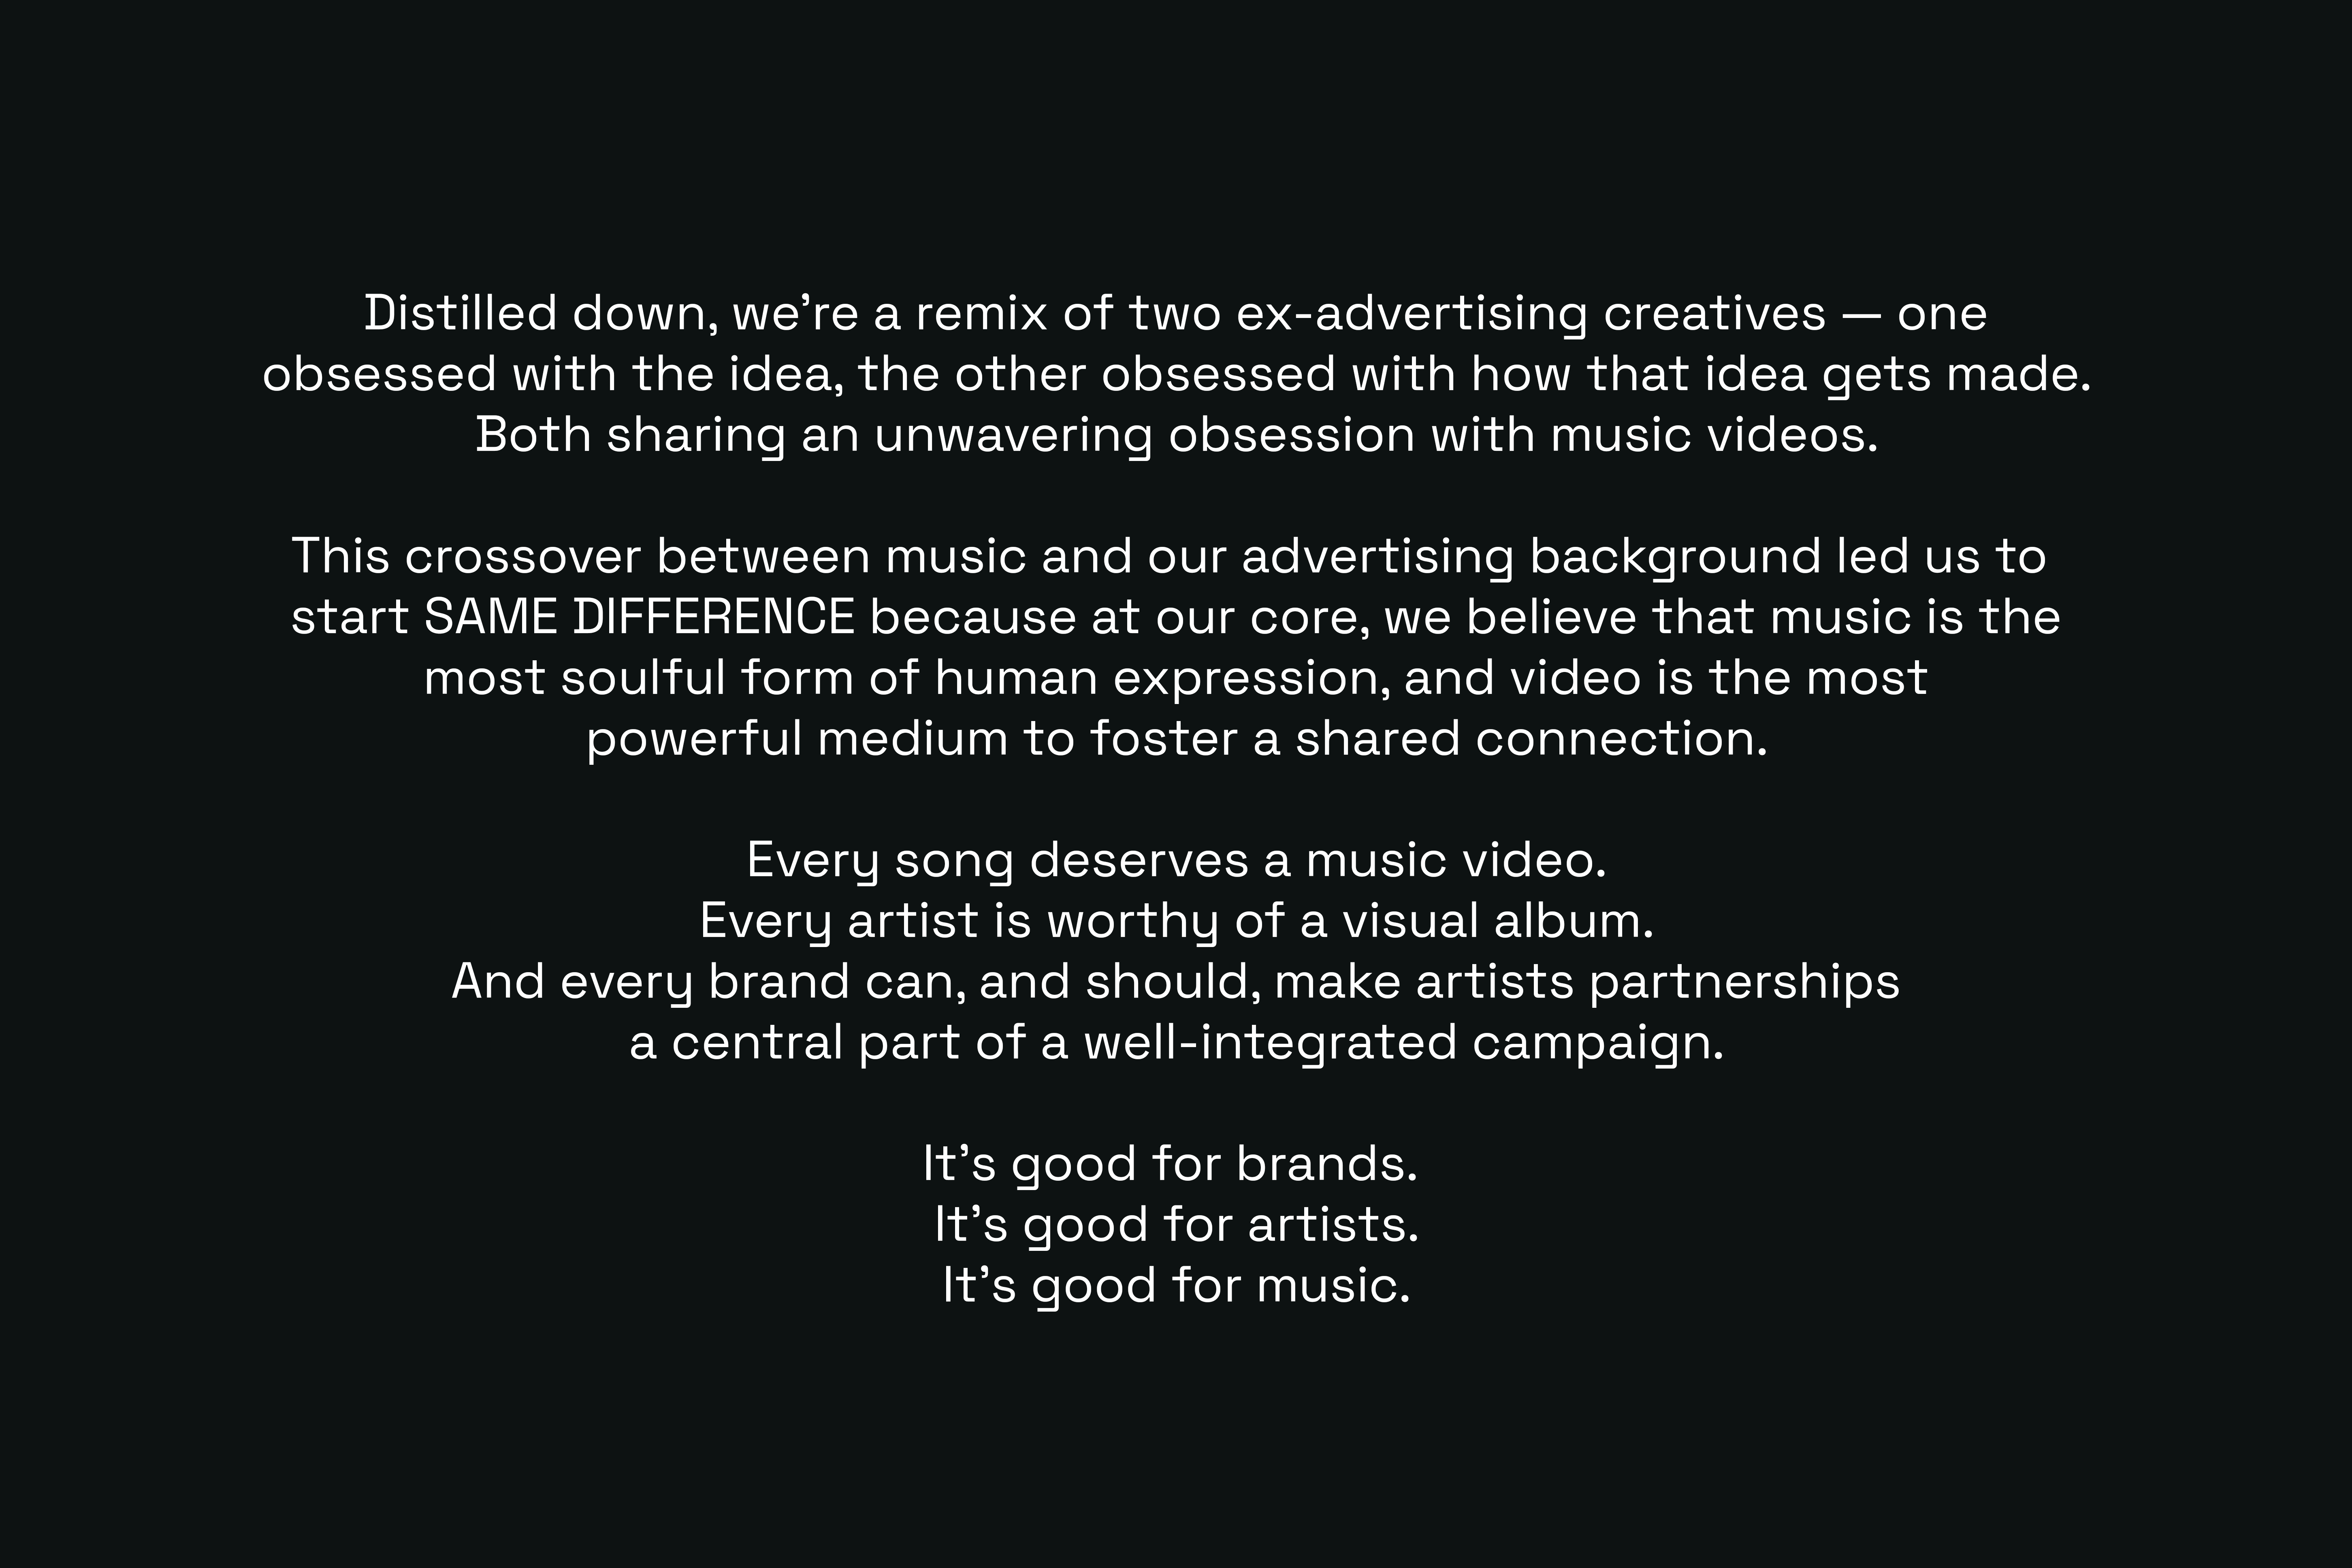 Distilled down, we’re a remix of two ex-advertising creatives — one
obsessed with the idea, the other obsessed with how that idea gets made.
Both sharing an unwavering obsession with music videos.
This crossover between music and our advertising background led us to
start SAME DIFFERENCE because at our core, we believe that music is the
most soulful form of human expression, and video is the most
powerful medium to foster a shared connection.
Every song deserves a music video.
Every artist is worthy of a visual album.
And every brand can, and should, make artists partnerships
a central part of a well-integrated campaign.
It’s good for brands.
It’s good for artists.
It’s good for music.